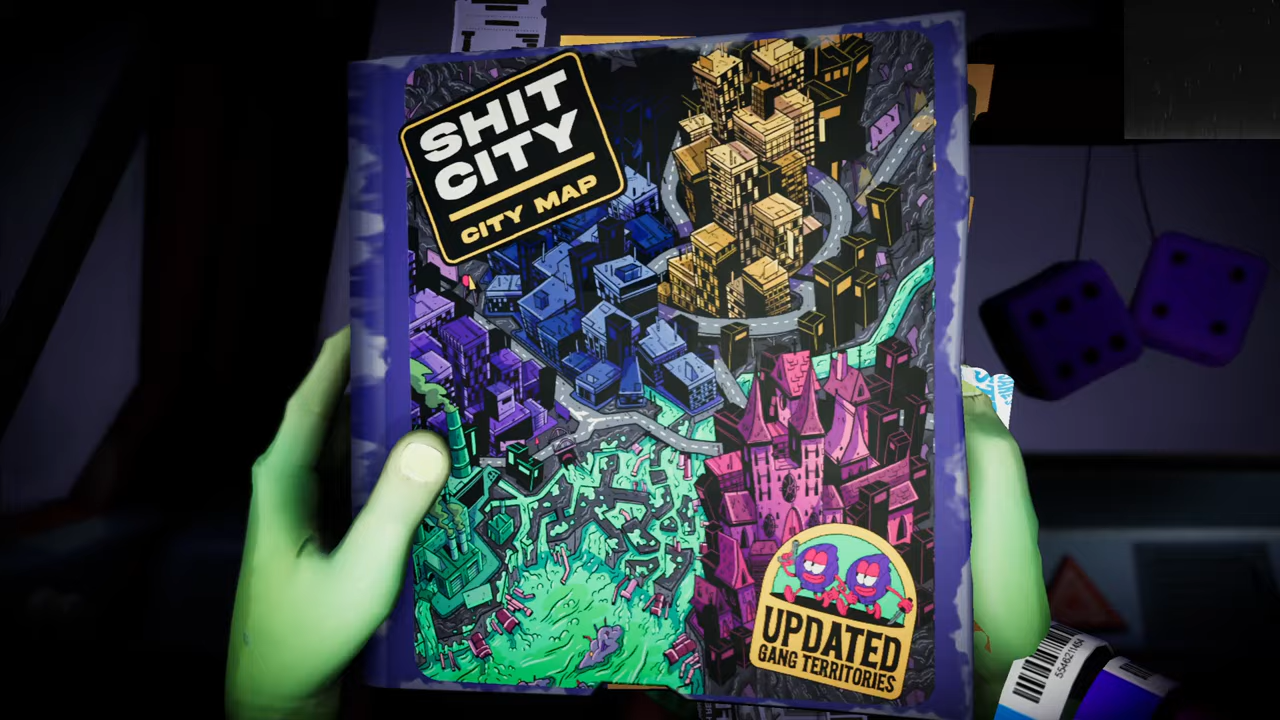 SHIT
CITY
CITY MAP
UPDATED
GANG TERRITORIES